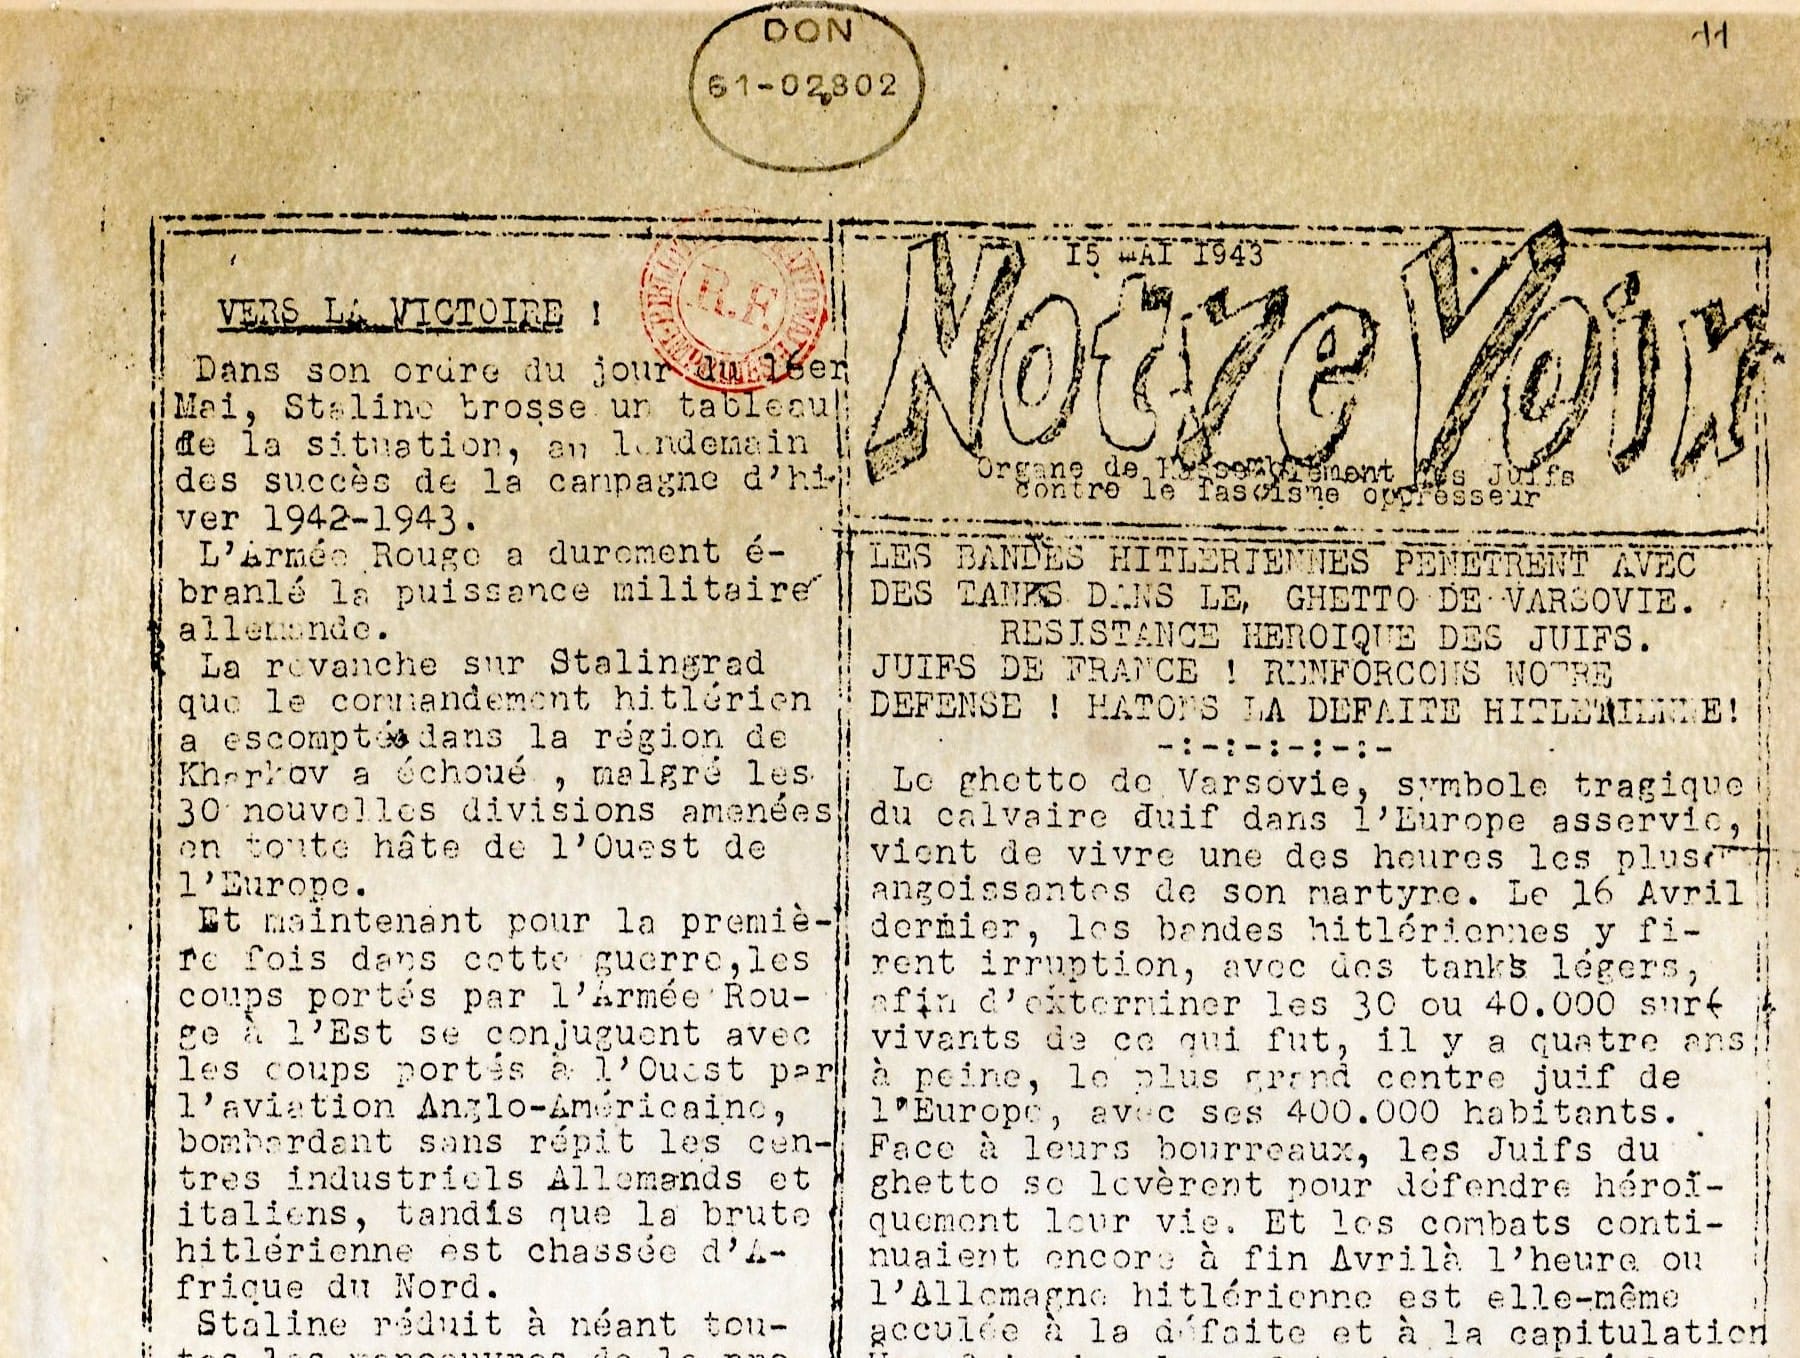 DON
61-02802
11
VERS LA VICTOIRE !
Dans son ordre du jour du 1er
Mai, Staline brosse un tableau
de la situation, au lendemain
des succès de la campagne d'hi-
ver 1942-1943.
L'Armée Rouge a durement é-
branlé la puissance militaire
allemande.
La revanche sur Stalingrad
que le commandement hitlérien
a escompté dans la région de
Kharkov a échoué , malgré les
30 nouvelles divisions amenées
en toute hâte de l'Ouest de
l'Europe.
Et maintenant pour la premiè-
re fois dans cette guerre,les
coups portés par l'Armée Rou-
ge à l'Est se conjuguent avec
les coups portés à l'Ouest par
l'aviation Anglo-Américaine,
bombardant sans répit les cen-
tres industriels Allemands et
italiens, tandis que la brute
hitlérienne est chassée d'A-
frique du Nord.
Staline réduit à néant tou-
R.F.
15 MAI 1943
Notre Voix
Organe de Rassemblement des Juifs
contre le fascisme oppresseur
LES BANDES HITLERIENNES PENETRENT AVEC
DES TANKS DANS LE, GHETTO DE VARSOVIE.
RESISTANCE HEROIQUE DES JUIFS.
JUIFS DE FRANCE ! RENFORCONS NOTRE
DEFENSE ! HATONS LA DEFAITE HITLERIENNE!
-:-:-:-:-:-
Le ghetto de Varsovie, symbole tragique
du calvaire duif dans l'Europe asservie,
vient de vivre une des heures les plus
angoissantes de son martyre. Le 16 Avril
dernier, les bandes hitlériennes y fi-
rent irruption, avec des tanks légers,
afin d'exterminer les 30 ou 40.000 sur-
vivants de ce qui fut, il y a quatre ans
à peine, le plus grand centre juif de
l'Europe, avec ses 400.000 habitants.
Face à leurs bourreaux, les Juifs du
ghetto se levèrent pour défendre héroï-
quement leur vie. Et les combats conti-
nuaient encore à fin Avrilà l'heure ou
l'Allemagne hitlérienne est elle-même
acculée à la défaite et à la capitulation